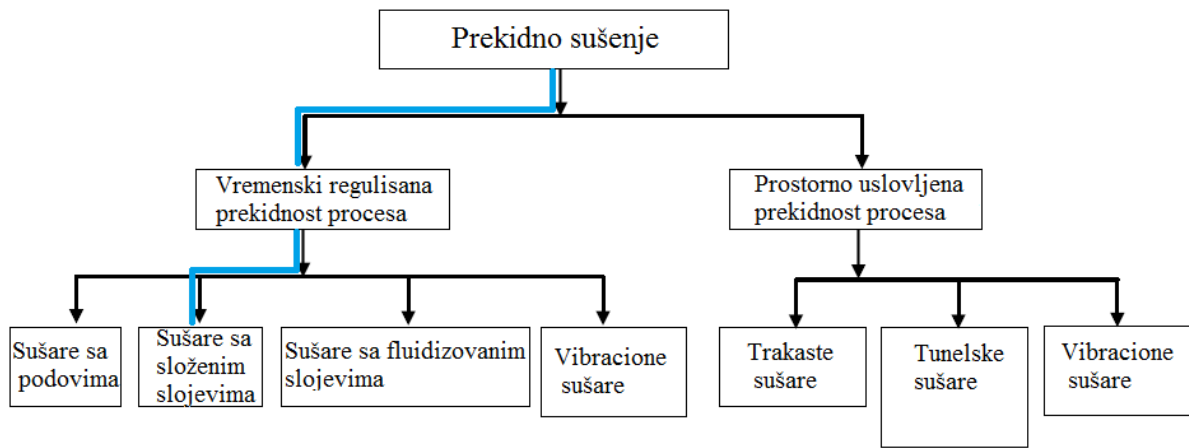 Prekidno sušenje
Vremenski regulisana
prekidnost procesa
Prostorno uslovljena
prekidnost procesa
Sušare sa
podovima
Sušare sa
složenim
slojevima
Sušare sa fluidizovanim
slojevima
Vibracione
sušare
Trakaste
sušare
Tunelske
sušare
Vibracione
sušare